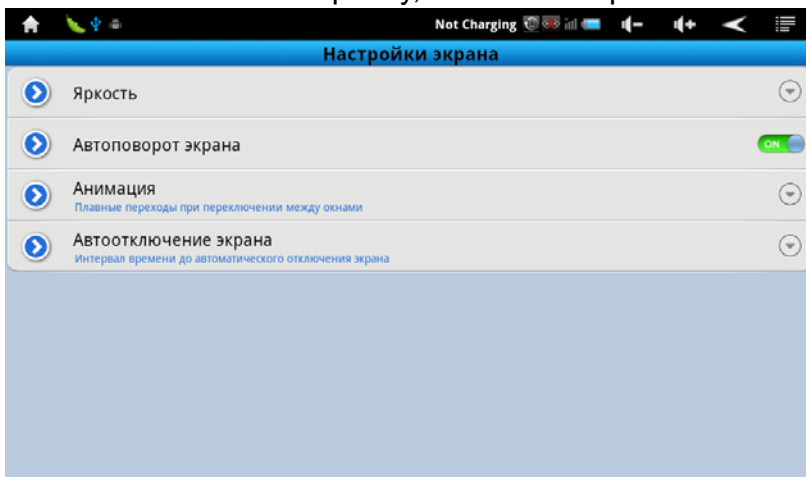 Not Charging
Настройки экрана
Яркость
Автоповорот экрана
ON
Анимация
Плавные переходы при переключении между окнами
Автоотключение экрана
Интервал времени до автоматического отключения экрана